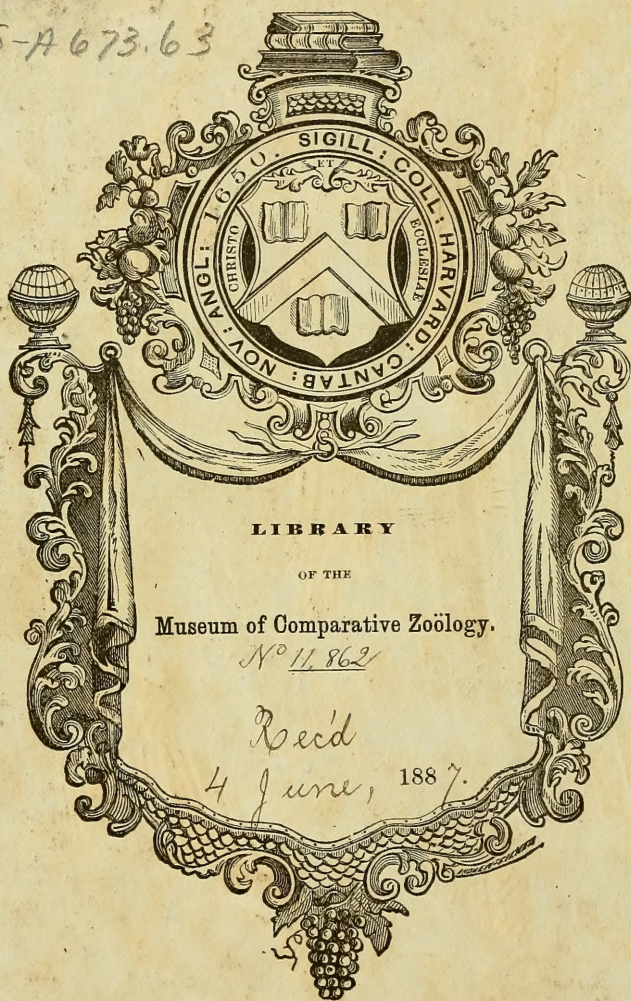 S-A 673.63
SIGILL: COLL: HARVARD: CANTAB: NOV: ANGL: 1650.
CHRISTO ET ECCLESIAE
LIBRARY
OF THE
Museum of Comparative Zoölogy.
No 11,862
Rec'd
4 June, 1887.